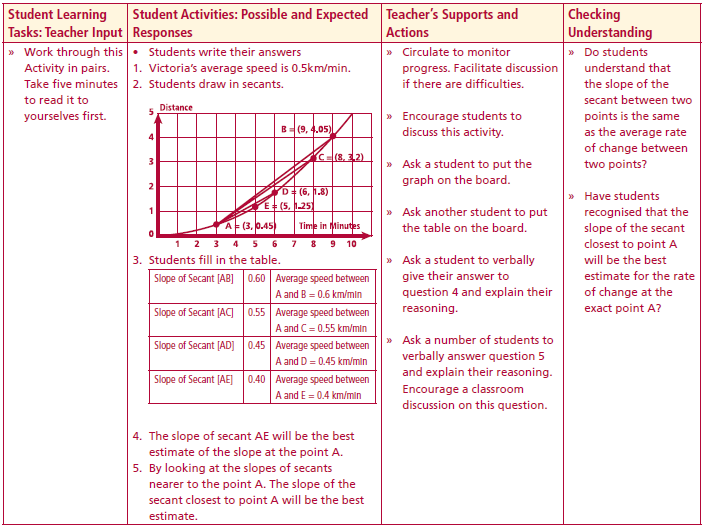 Student Learning
Tasks: Teacher Input
Student Activities: Possible and Expected
Responses
Teacher's Supports and
Actions
Checking
Understanding
» Work through this
Activity in pairs.
Take five minutes
to read it to
yourselves first.
• Students write their answers
1. Victoria's average speed is 0.5km/min.
2. Students draw in secants.
5
Distance
4
3
2
1
0
B = (9, 4.05)
C = (8, 3.2)
D = (6, 1.8)
E = (5, 1.25)
A = (3, 0.45)
Time in Minutes
1 2 3 4 5 6 7 8 9 10
3. Students fill in the table.
Slope of Secant [AB] 0.60 Average speed between
A and B = 0.6 km/min
Slope of Secant [AC] 0.55 Average speed between
A and C = 0.55 km/min
Slope of Secant [AD] 0.45 Average speed between
A and D = 0.45 km/min
Slope of Secant [AE] 0.40 Average speed between
A and E = 0.4 km/min
4. The slope of secant AE will be the best
estimate of the slope at the point A.
5. By looking at the slopes of secants
nearer to the point A. The slope of the
secant closest to point A will be the best
estimate.
» Circulate to monitor
progress. Facilitate discussion
if there are difficulties.
» Encourage students to
discuss this activity.
» Ask a student to put the
graph on the board.
» Ask another student to put
the table on the board.
» Ask a student to verbally
give their answer to
question 4 and explain their
reasoning.
» Ask a number of students to
verbally answer question 5
and explain their reasoning.
Encourage a classroom
discussion on this question.
» Do students
understand that
the slope of the
secant between two
points is the same
as the average rate
of change between
two points?
» Have students
recognised that the
slope of the secant
closest to point A
will be the best
estimate for the rate
of change at the
exact point A?